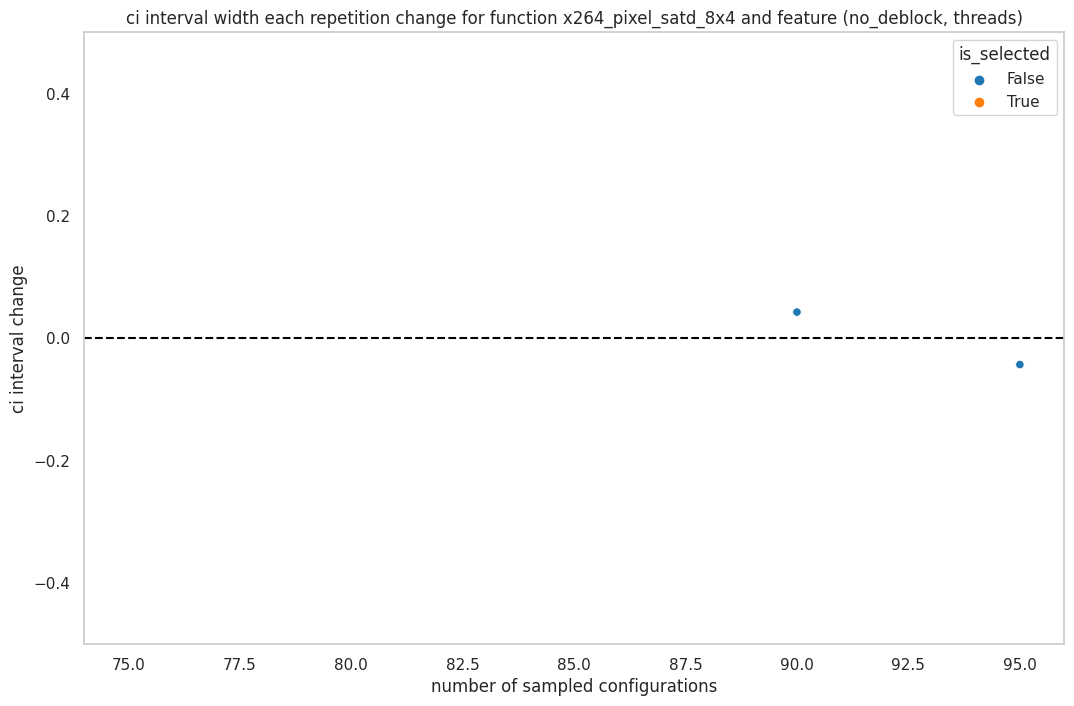 ci interval width each repetition change for function x264_pixel_satd_8x4 and feature (no_deblock, threads)
is_selected
False
True
0.4
0.2
0.0
−0.2
−0.4
ci interval change
75.0 77.5 80.0 82.5 85.0 87.5 90.0 92.5 95.0
number of sampled configurations